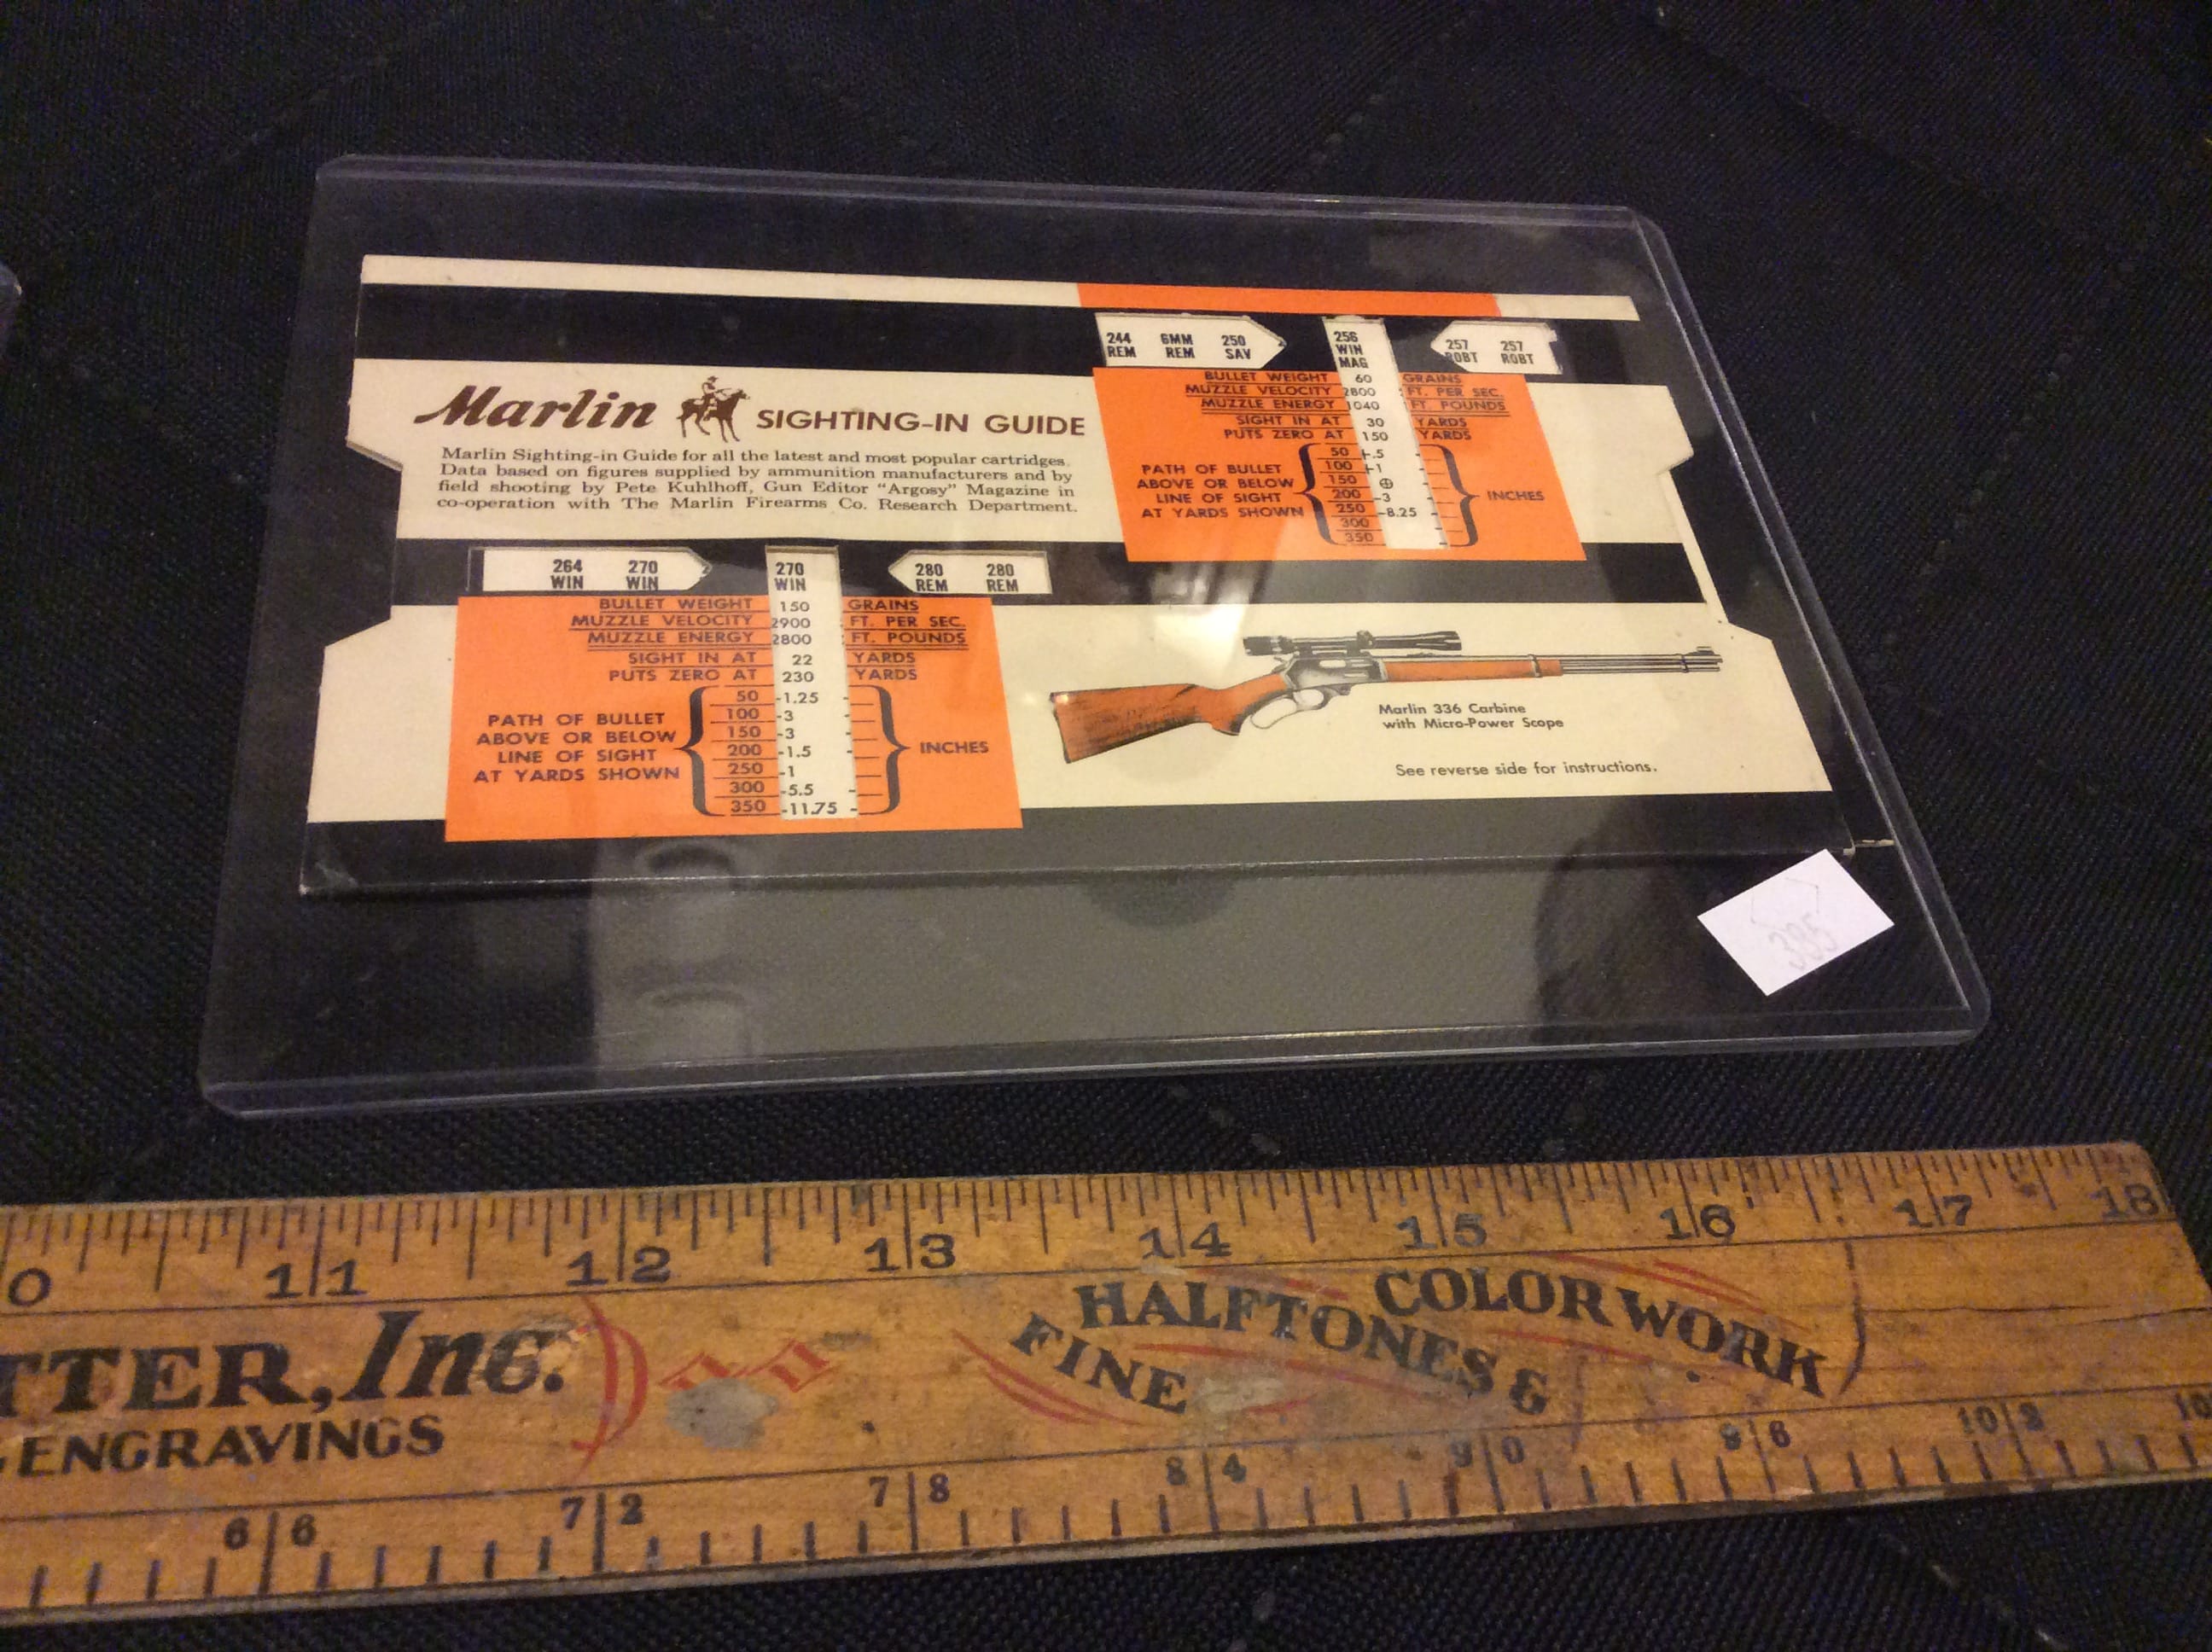 244 REM 6MM REM 250 SAV 256 WIN MAG 257 ROBT 257 ROBT
BULLET WEIGHT 60 GRAINS
MUZZLE VELOCITY 2800 FT. PER SEC.
MUZZLE ENERGY 1040 FT. POUNDS
SIGHT IN AT 30 YARDS
PUTS ZERO AT 150 YARDS
PATH OF BULLET
ABOVE OR BELOW
LINE OF SIGHT
AT YARDS SHOWN
50 +.5
100 +1
150 ⊕
200 -3
250 -8.25
300
350
INCHES
Marlin SIGHTING-IN GUIDE
Marlin Sighting-in Guide for all the latest and most popular cartridges.
Data based on figures supplied by ammunition manufacturers and by
field shooting by Pete Kuhlhoff, Gun Editor "Argosy" Magazine in
co-operation with The Marlin Firearms Co. Research Department.
264 WIN 270 WIN 270 WIN 280 REM 280 REM
BULLET WEIGHT 150 GRAINS
MUZZLE VELOCITY 2900 FT. PER SEC.
MUZZLE ENERGY 2800 FT. POUNDS
SIGHT IN AT 22 YARDS
PUTS ZERO AT 230 YARDS
PATH OF BULLET
ABOVE OR BELOW
LINE OF SIGHT
AT YARDS SHOWN
50 -1.25
100 -3
150 -3
200 -1.5
250 -1
300 -5.5
350 -11.75
INCHES
Marlin 336 Carbine
with Micro-Power Scope
See reverse side for instructions.
395
0 11 12 13 14 15 16 17 18
TTER, Inc.
ENGRAVINGS
FINE HALFTONES & COLOR WORK
66 72 78 84 90 96 102 10